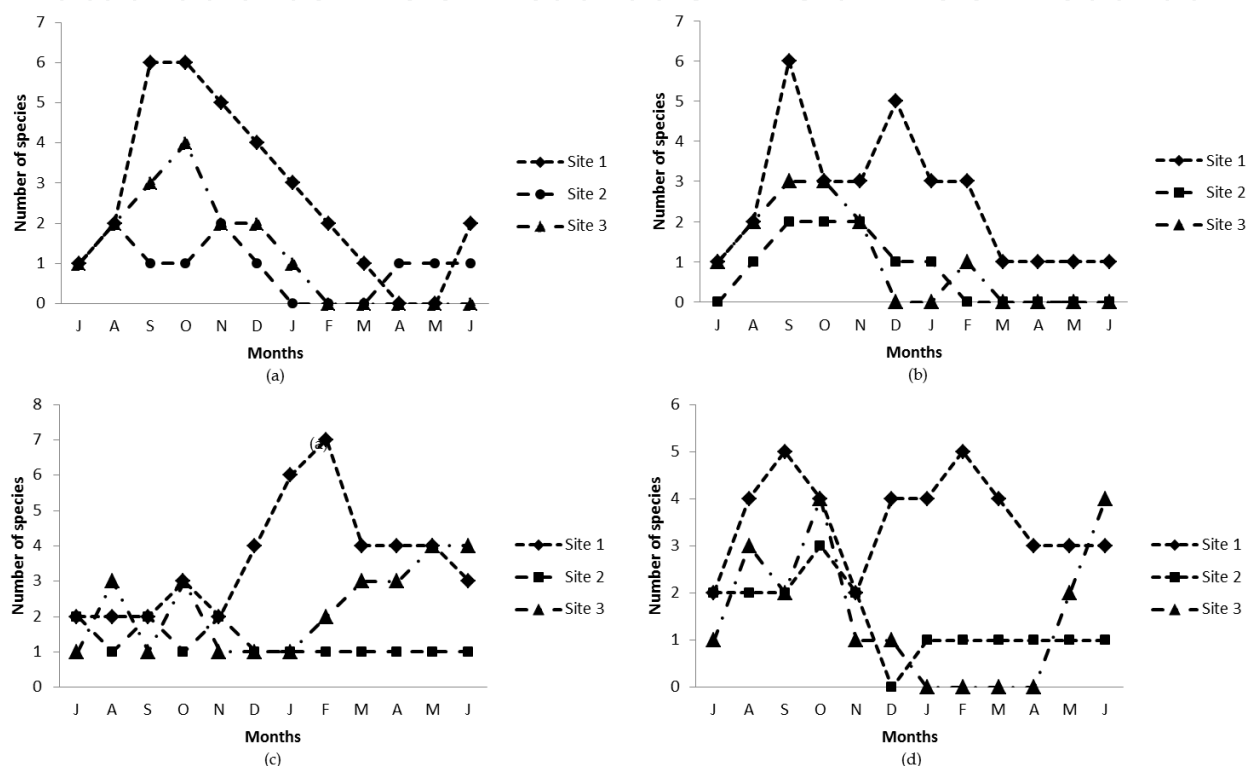 7
6
5
4
3
2
1
0
Number of species
J A S O N D J F M A M J
Months
(a)
Site 1
Site 2
Site 3
7
6
5
4
3
2
1
0
Number of species
J A S O N D J F M A M J
Months
(b)
Site 1
Site 2
Site 3
8
7
6
5
4
3
2
1
0
Number of species
(a)
J A S O N D J F M A M J
Months
(c)
Site 1
Site 2
Site 3
6
5
4
3
2
1
0
Number of species
J A S O N D J F M A M J
Months
(d)
Site 1
Site 2
Site 3